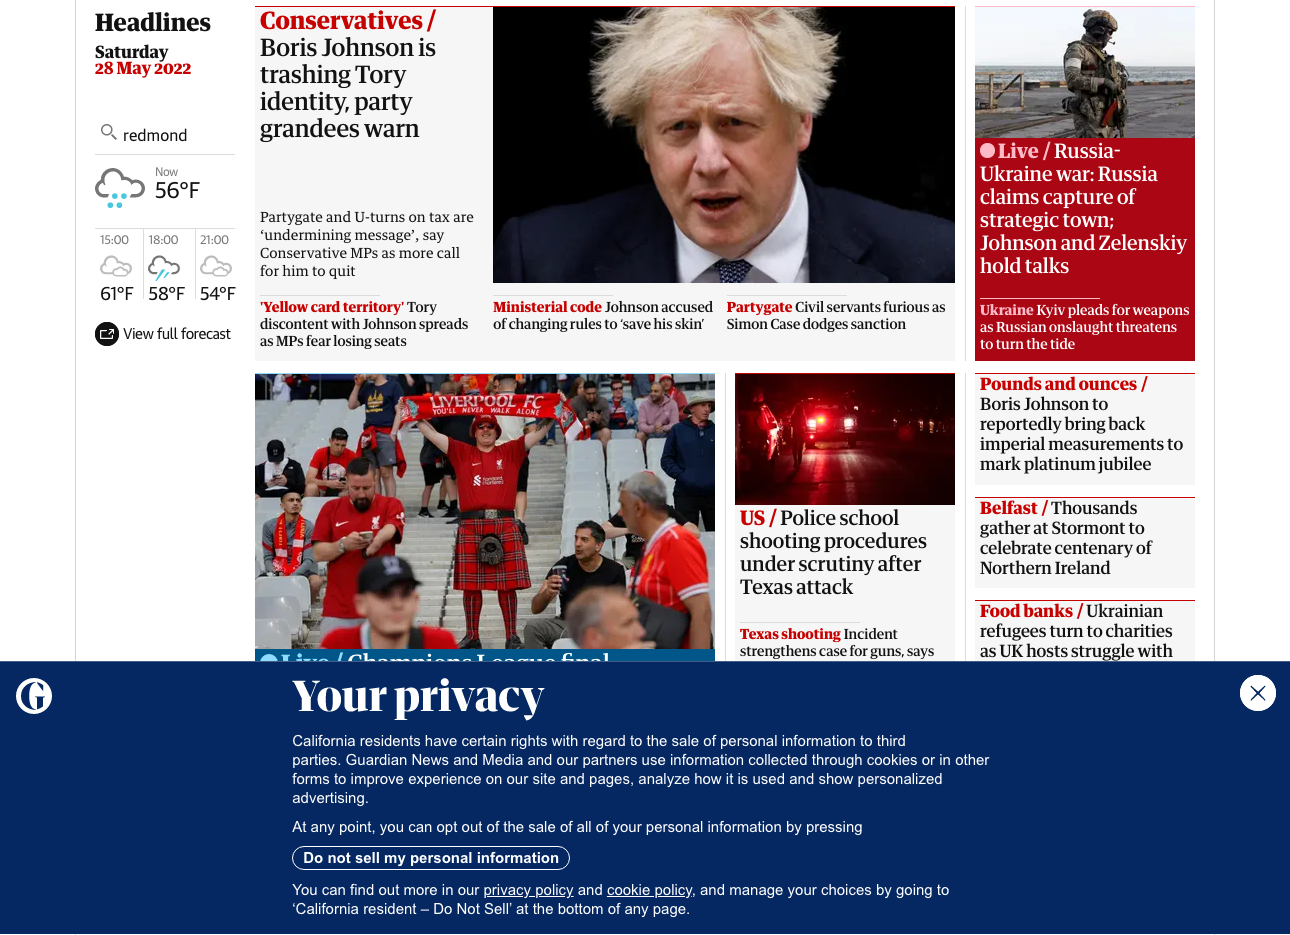 Headlines
Saturday
28 May 2022
redmond
Now
56°F
15:00
61°F
18:00
58°F
21:00
54°F
View full forecast
Conservatives /
Boris Johnson is
trashing Tory
identity, party
grandees warn
Partygate and U-turns on tax are
‘undermining message’, say
Conservative MPs as more call
for him to quit
'Yellow card territory' Tory
discontent with Johnson spreads
as MPs fear losing seats
Ministerial code Johnson accused
of changing rules to ‘save his skin’
Partygate Civil servants furious as
Simon Case dodges sanction
Live / Russia-
Ukraine war: Russia
claims capture of
strategic town;
Johnson and Zelenskiy
hold talks
Ukraine Kyiv pleads for weapons
as Russian onslaught threatens
to turn the tide
LIVERPOOL FC
YOU'LL NEVER WALK ALONE
Live / Champions League final
US / Police school
shooting procedures
under scrutiny after
Texas attack
Texas shooting Incident
strengthens case for guns, says
Pounds and ounces /
Boris Johnson to
reportedly bring back
imperial measurements to
mark platinum jubilee
Belfast / Thousands
gather at Stormont to
celebrate centenary of
Northern Ireland
Food banks / Ukrainian
refugees turn to charities
as UK hosts struggle with
Your privacy
California residents have certain rights with regard to the sale of personal information to third
parties. Guardian News and Media and our partners use information collected through cookies or in other
forms to improve experience on our site and pages, analyze how it is used and show personalized
advertising.
At any point, you can opt out of the sale of all of your personal information by pressing
Do not sell my personal information
You can find out more in our privacy policy and cookie policy, and manage your choices by going to
‘California resident – Do Not Sell’ at the bottom of any page.